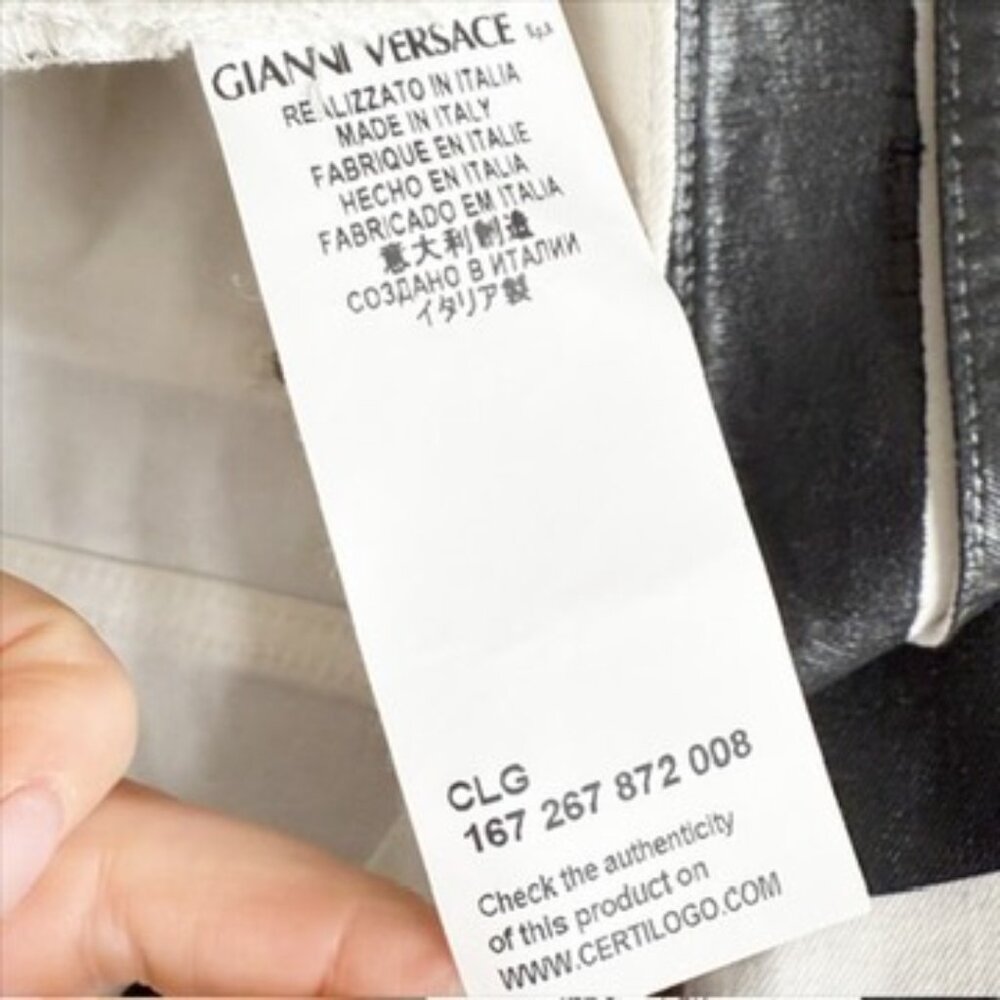 GIANNI VERSACE S.p.A
REALIZZATO IN ITALIA
MADE IN ITALY
FABRIQUE EN ITALIE
HECHO EN ITALIA
FABRICADO EM ITALIA
意大利制造
СОЗДАНО В ИТАЛИИ
イタリア製
CLG
167 267 872 008
Check the authenticity
of this product on
WWW.CERTILOGO.COM